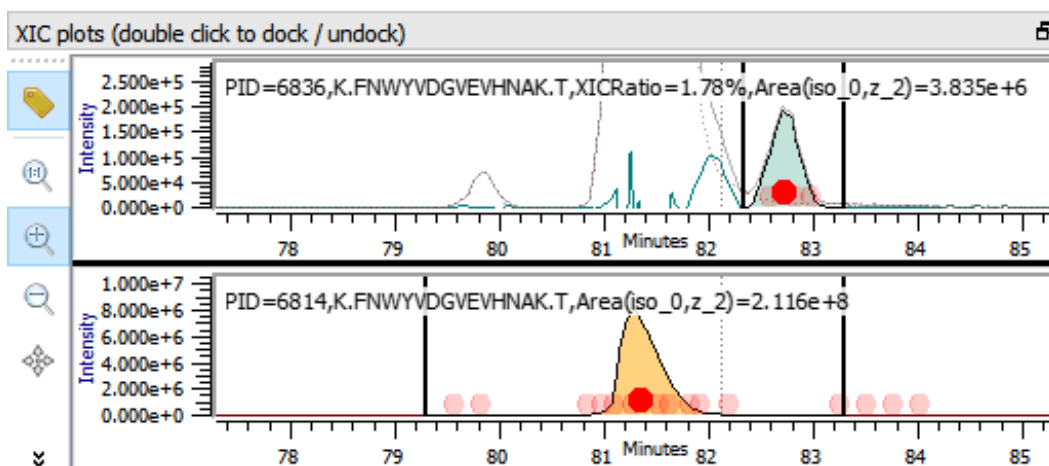 XIC plots (double click to dock / undock)
PID=6836,K.FNWYVDGVEVHNAK.T,XICRatio=1.78%,Area(iso_0,z_2)=3.835e+6
Intensity
2.500e+5
2.000e+5
1.500e+5
1.000e+5
5.000e+4
0.000e+0
78 79 80 81 82 83 84 85
Minutes
PID=6814,K.FNWYVDGVEVHNAK.T,Area(iso_0,z_2)=2.116e+8
Intensity
1.000e+7
8.000e+6
6.000e+6
4.000e+6
2.000e+6
0.000e+0
78 79 80 81 82 83 84 85
Minutes
1:1